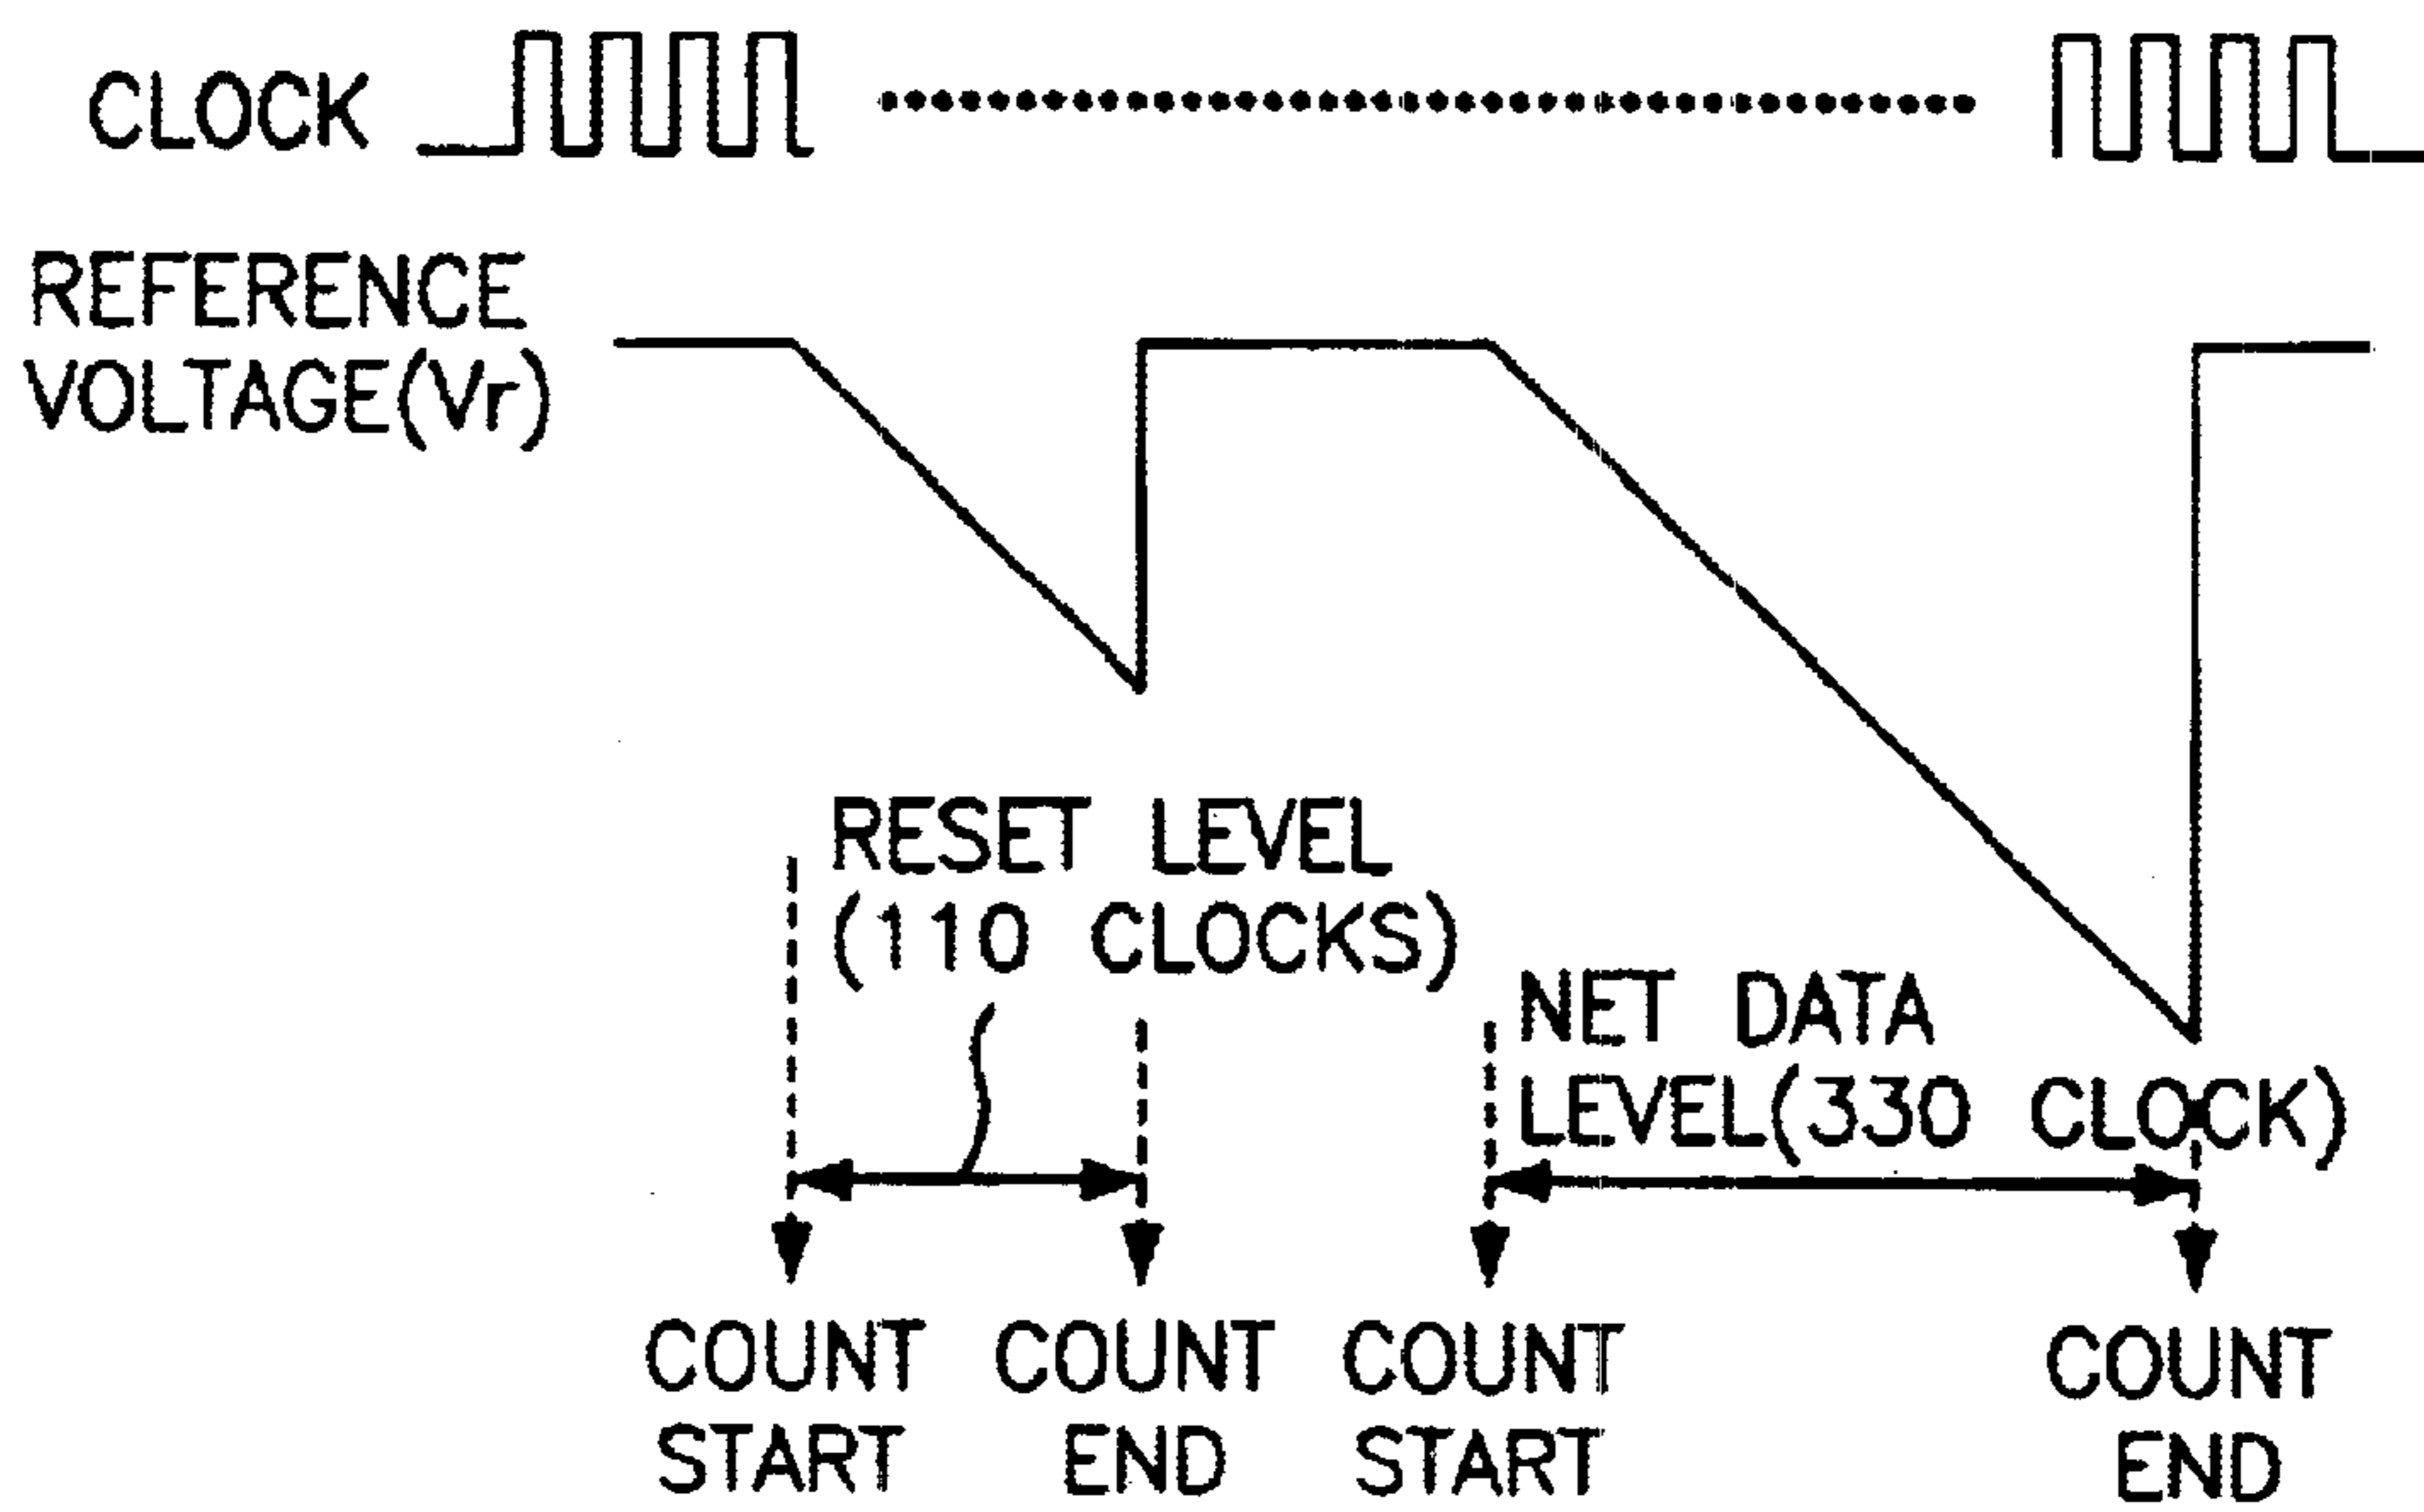 CLOCK
REFERENCE
VOLTAGE(Vr)
RESET LEVEL
(110 CLOCKS)
NET DATA
LEVEL(330 CLOCK)
COUNT
START
COUNT
END
COUNT
START
COUNT
END